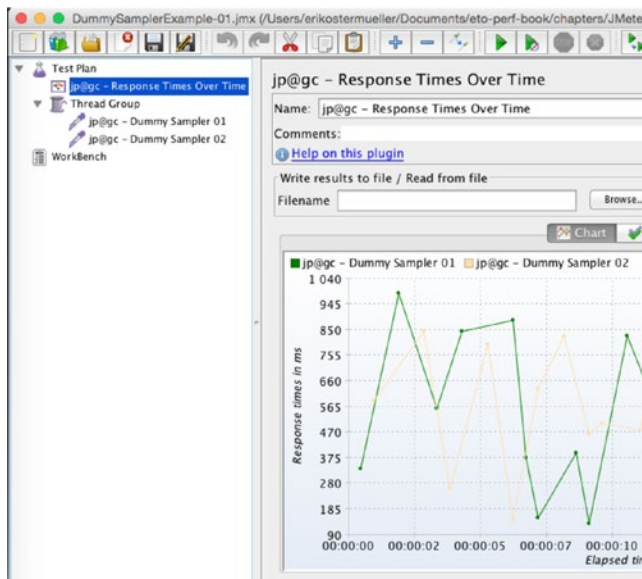 DummySamplerExample-01.jmx (/Users/erikostermueller/Documents/eto-perf-book/chapters/JMete
Test Plan
jp@gc - Response Times Over Time
Thread Group
jp@gc - Dummy Sampler 01
jp@gc - Dummy Sampler 02
WorkBench
jp@gc - Response Times Over Time
Name: jp@gc - Response Times Over Time
Comments:
Help on this plugin
Write results to file / Read from file
Filename
Browse...
Chart
jp@gc - Dummy Sampler 01 jp@gc - Dummy Sampler 02
1 040
945
850
755
660
565
470
375
280
185
90
Response times in ms
00:00:00 00:00:02 00:00:05 00:00:07 00:00:10
Elapsed tim